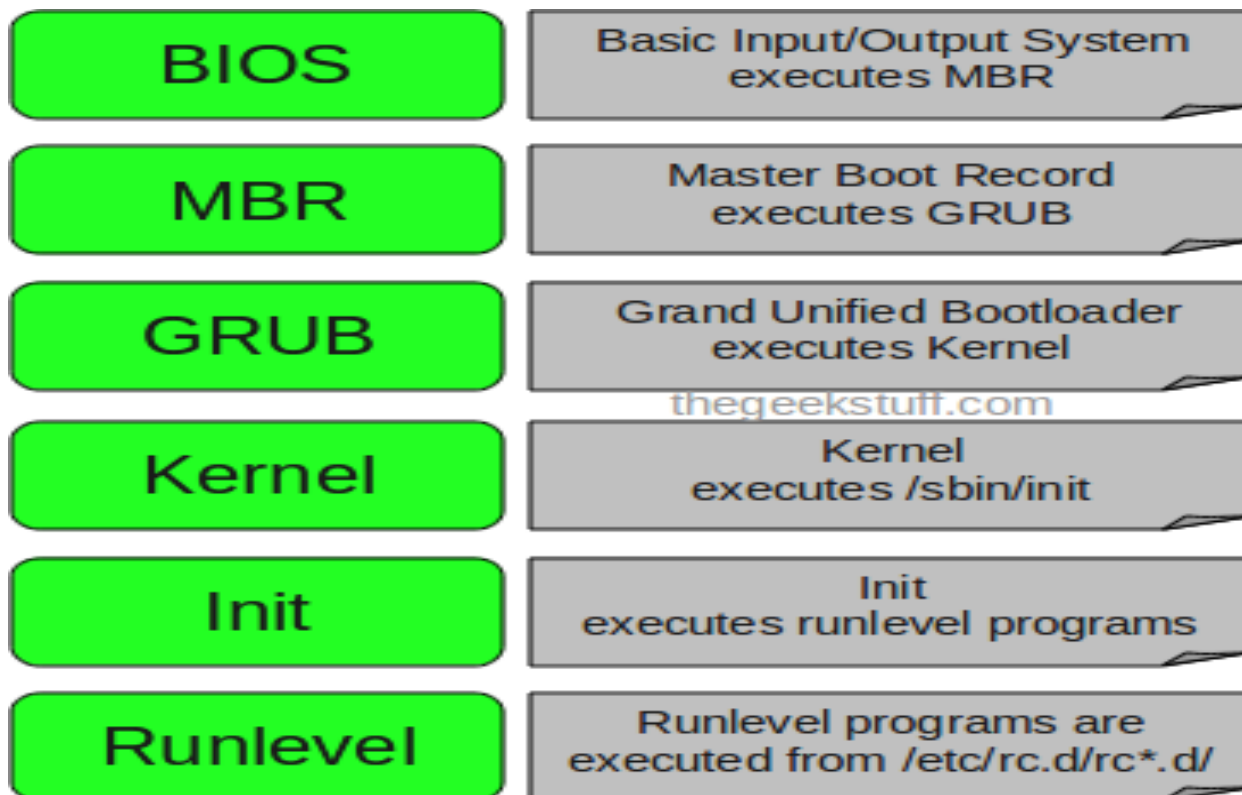 BIOS
Basic Input/Output System
executes MBR
MBR
Master Boot Record
executes GRUB
GRUB
Grand Unified Bootloader
executes Kernel
thegeekstuff.com
Kernel
Kernel
executes /sbin/init
Init
Init
executes runlevel programs
Runlevel
Runlevel programs are
executed from /etc/rc.d/rc*.d/